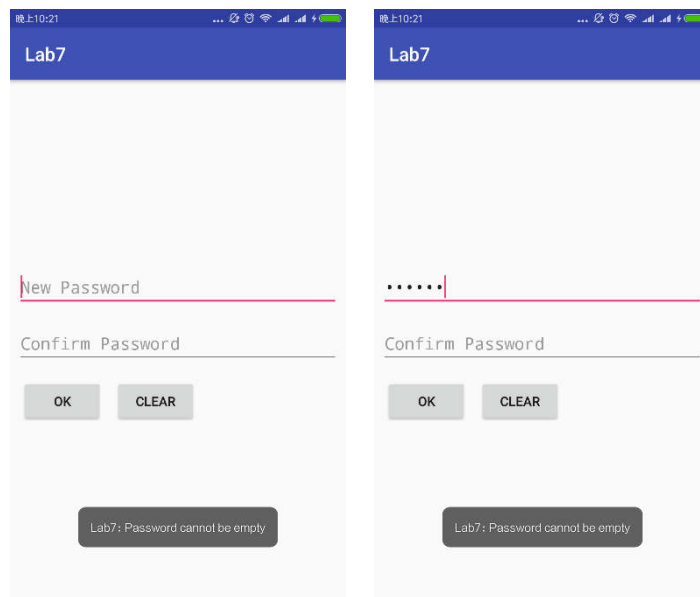 晚上10:21
Lab7
New Password
Confirm Password
OK CLEAR
Lab7: Password cannot be empty
晚上10:21
Lab7
••••••
Confirm Password
OK CLEAR
Lab7: Password cannot be empty